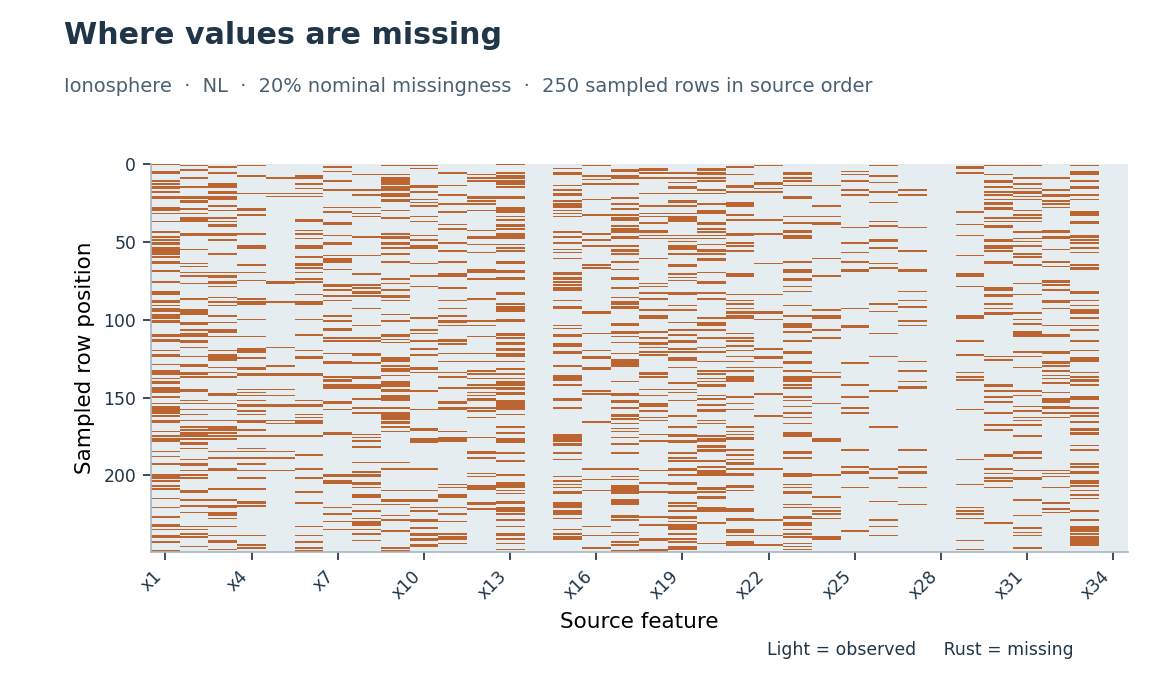 Where values are missing
Ionosphere · NL · 20% nominal missingness · 250 sampled rows in source order
0
50
100
150
200
Sampled row position
x1 x4 x7 x10 x13 x16 x19 x22 x25 x28 x31 x34
Source feature
Light = observed Rust = missing